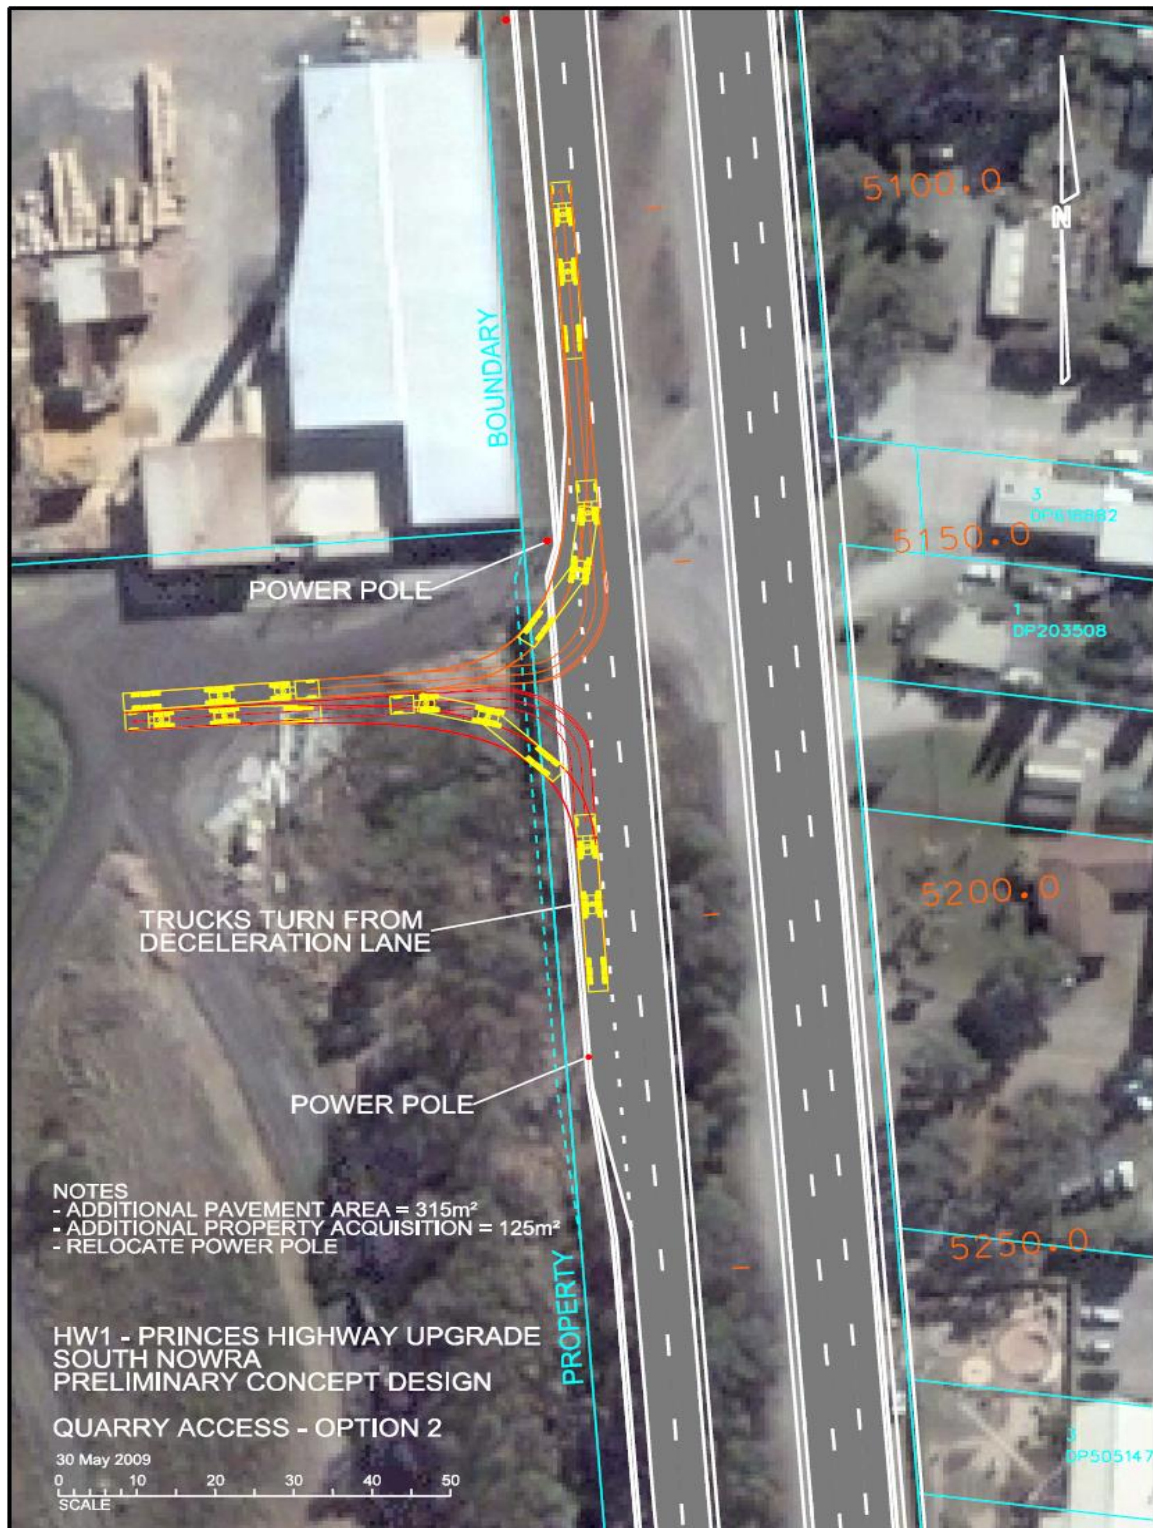 5100.0
N
BOUNDARY
3
DP618882
5150.0
POWER POLE
1
DP203508
5200.0
TRUCKS TURN FROM
DECELERATION LANE
POWER POLE
NOTES
- ADDITIONAL PAVEMENT AREA = 315m²
- ADDITIONAL PROPERTY ACQUISITION = 125m²
- RELOCATE POWER POLE
5250.0
PROPERTY
HW1 - PRINCES HIGHWAY UPGRADE
SOUTH NOWRA
PRELIMINARY CONCEPT DESIGN
QUARRY ACCESS - OPTION 2
3
DP505147
30 May 2009
0 10 20 30 40 50
SCALE